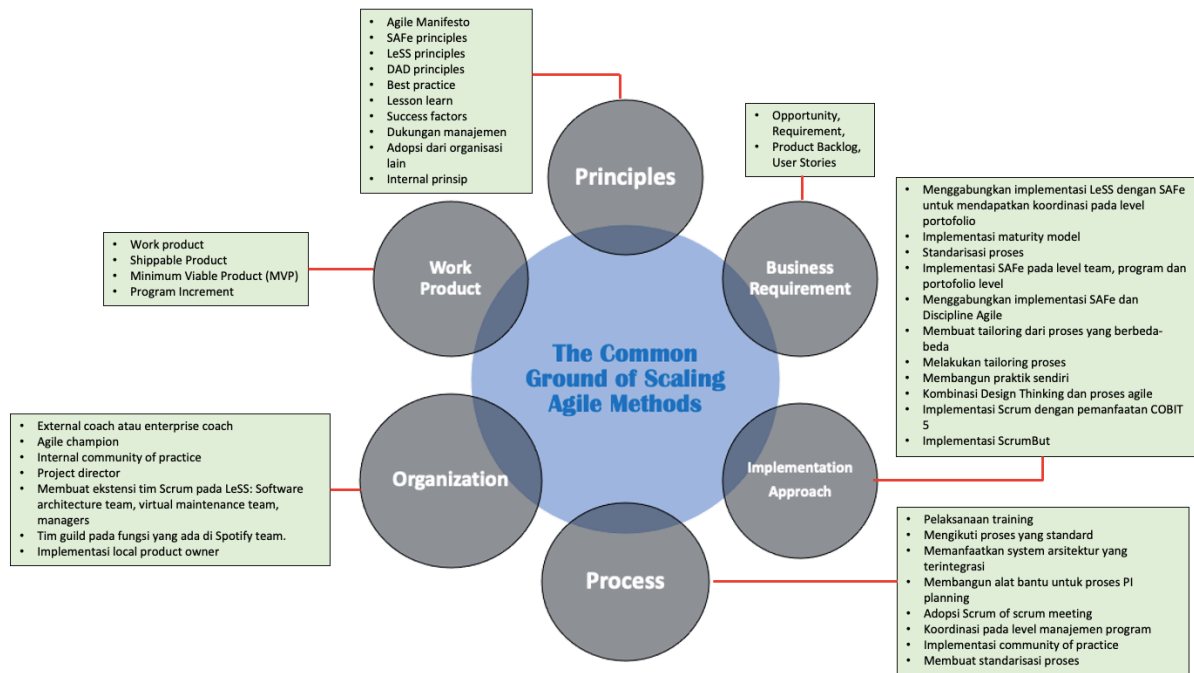 • Agile Manifesto
• SAFe principles
• LeSS principles
• DAD principles
• Best practice
• Lesson learn
• Success factors
• Dukungan manajemen
• Adopsi dari organisasi
lain
• Internal prinsip
Principles
• Opportunity,
Requirement,
• Product Backlog,
User Stories
Business
Requirement
• Work product
• Shippable Product
• Minimum Viable Product (MVP)
• Program Increment
Work
Product
The Common
Ground of Scaling
Agile Methods
• Menggabungkan implementasi LeSS dengan SAFe
untuk mendapatkan koordinasi pada level
portofolio
• Implementasi maturity model
• Standarisasi proses
• Implementasi SAFe pada level team, program dan
portofolio level
• Menggabungkan implementasi SAFe dan
Discipline Agile
• Membuat tailoring dari proses yang berbeda-
beda
• Melakukan tailoring proses
• Membangun praktik sendiri
• Kombinasi Design Thinking dan proses agile
• Implementasi Scrum dengan pemanfaatan COBIT
5
• Implementasi ScrumBut
Implementation
Approach
• External coach atau enterprise coach
• Agile champion
• Internal community of practice
• Project director
• Membuat ekstensi tim Scrum pada LeSS: Software
architecture team, virtual maintenance team,
managers
• Tim guild pada fungsi yang ada di Spotify team.
• Implementasi local product owner
Organization
Process
• Pelaksanaan training
• Mengikuti proses yang standard
• Memanfaatkan system arsitektur yang
terintegrasi
• Membangun alat bantu untuk proses PI
planning
• Adopsi Scrum of scrum meeting
• Koordinasi pada level manajemen program
• Implementasi community of practice
• Membuat standarisasi proses